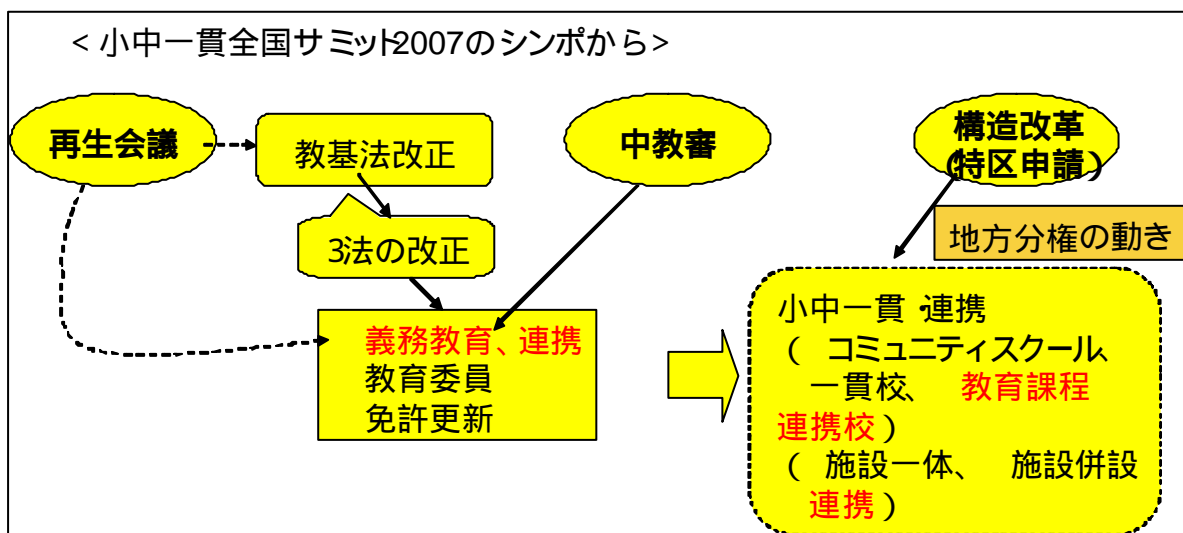 <小中一貫全国サミット2007のシンポから>
再生会議
教基法改正
中教審
構造改革
(特区申請)
3法の改正
地方分権の動き
義務教育、連携
教育委員
免許更新
小中一貫・連携
( コミュニティスクール、
一貫校、 教育課程
連携校)
( 施設一体、 施設併設
連携)